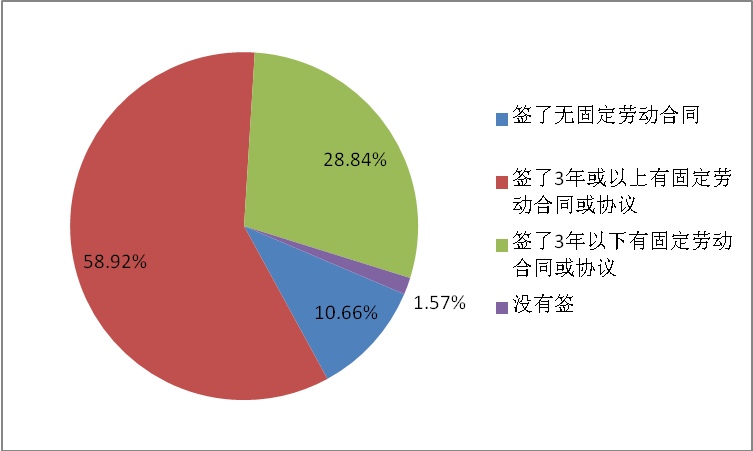 28.84%
58.92%
10.66%
1.57%
签了无固定劳动合同
签了3年或以上有固定劳
动合同或协议
签了3年以下有固定劳动
合同或协议
没有签